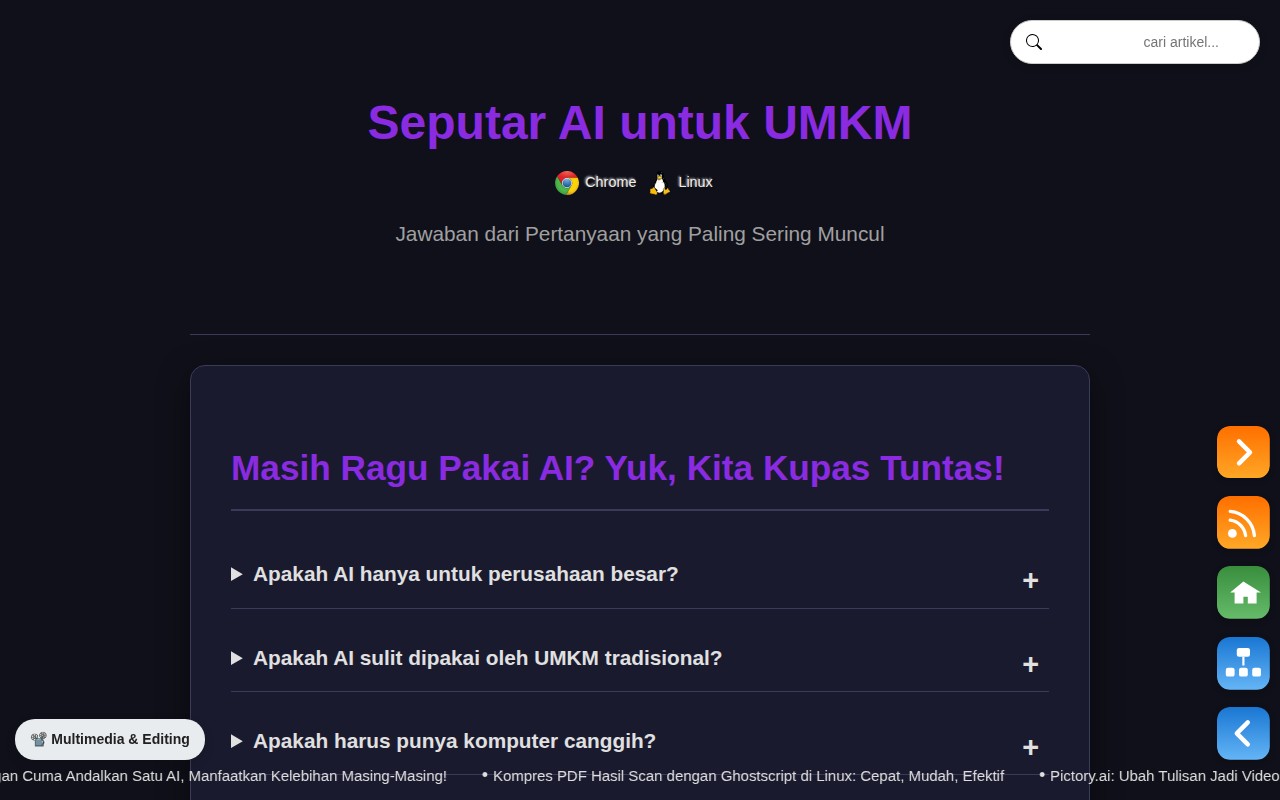 cari artikel...
Seputar AI untuk UMKM
Chrome Linux
Jawaban dari Pertanyaan yang Paling Sering Muncul
Masih Ragu Pakai AI? Yuk, Kita Kupas Tuntas!
▶ Apakah AI hanya untuk perusahaan besar? +
▶ Apakah AI sulit dipakai oleh UMKM tradisional? +
▶ Apakah harus punya komputer canggih? +
📽️ Multimedia & Editing
Cuma Andalkan Satu AI, Manfaatkan Kelebihan Masing-Masing! • Kompres PDF Hasil Scan dengan Ghostscript di Linux: Cepat, Mudah, Efektif • Pictory.ai: Ubah Tulisan Jadi Video